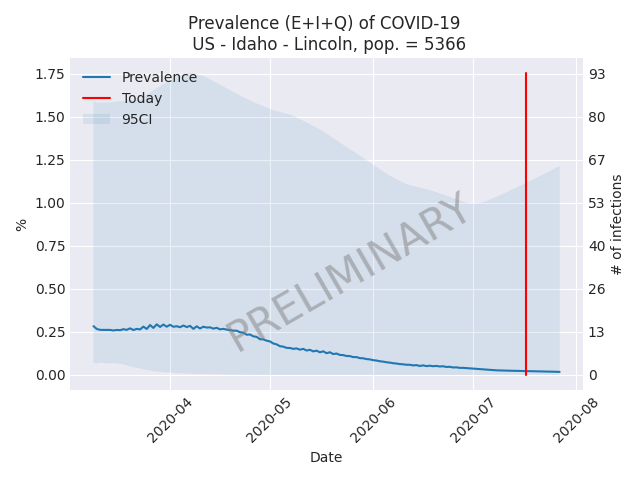 Prevalence (E+I+Q) of COVID-19
US - Idaho - Lincoln, pop. = 5366
Prevalence
Today
95CI
1.75
1.50
1.25
1.00
0.75
0.50
0.25
0.00
%
93
80
67
53
40
26
13
0
# of infections
PRELIMINARY
2020-04
2020-05
2020-06
2020-07
2020-08
Date